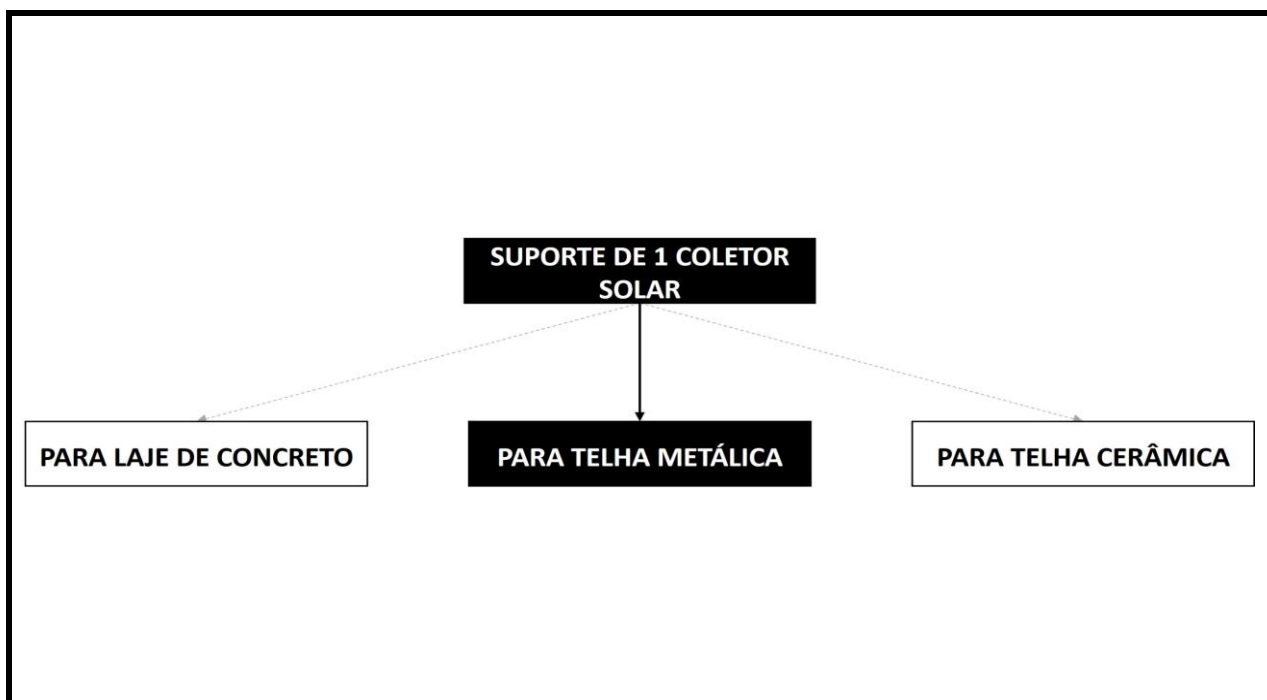 SUPORTE DE 1 COLETOR
SOLAR
PARA LAJE DE CONCRETO
PARA TELHA METÁLICA
PARA TELHA CERÂMICA